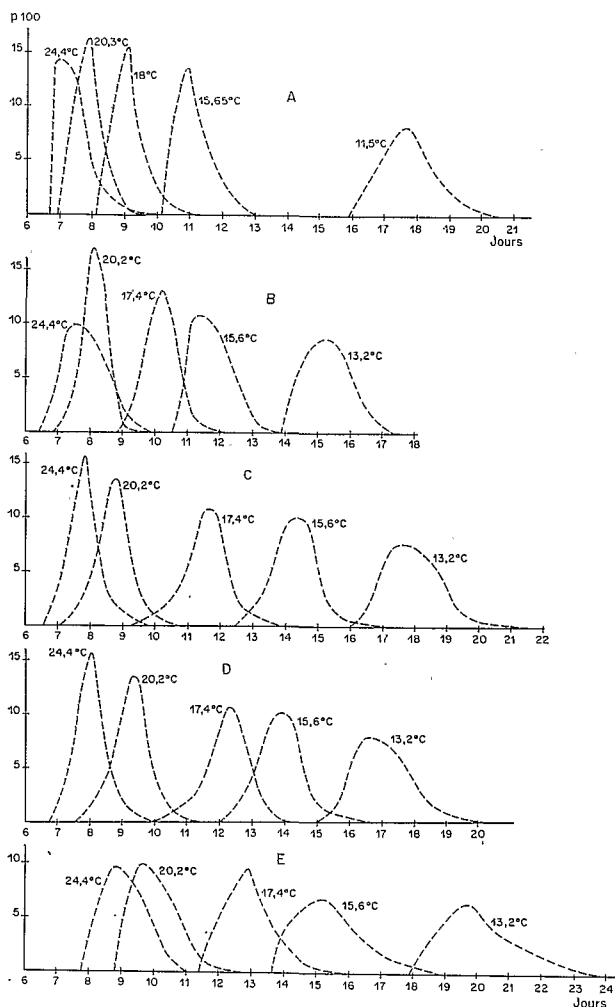 p100
15
10
5
24,4°C
20,3°C
18°C
15,65°C
A
11,5°C
6 7 8 9 10 11 12 13 14 15 16 17 18 19 20 21
Jours
15
10
5
24,4°C
20,2°C
17,4°C
B
15,6°C
13,2°C
6 7 8 9 10 11 12 13 14 15 16 17 18
15
10
5
24,4°C
20,2°C
C
17,4°C
15,6°C
13,2°C
6 7 8 9 10 11 12 13 14 15 16 17 18 19 20 21 22
15
10
5
24,4°C
20,2°C
D
17,4°C
15,6°C
13,2°C
6 7 8 9 10 11 12 13 14 15 16 17 18 19 20
10
5
24,4°C
20,2°C
E
17,4°C
15,6°C
13,2°C
6 7 8 9 10 11 12 13 14 15 16 17 18 19 20 21 22 23 24
Jours